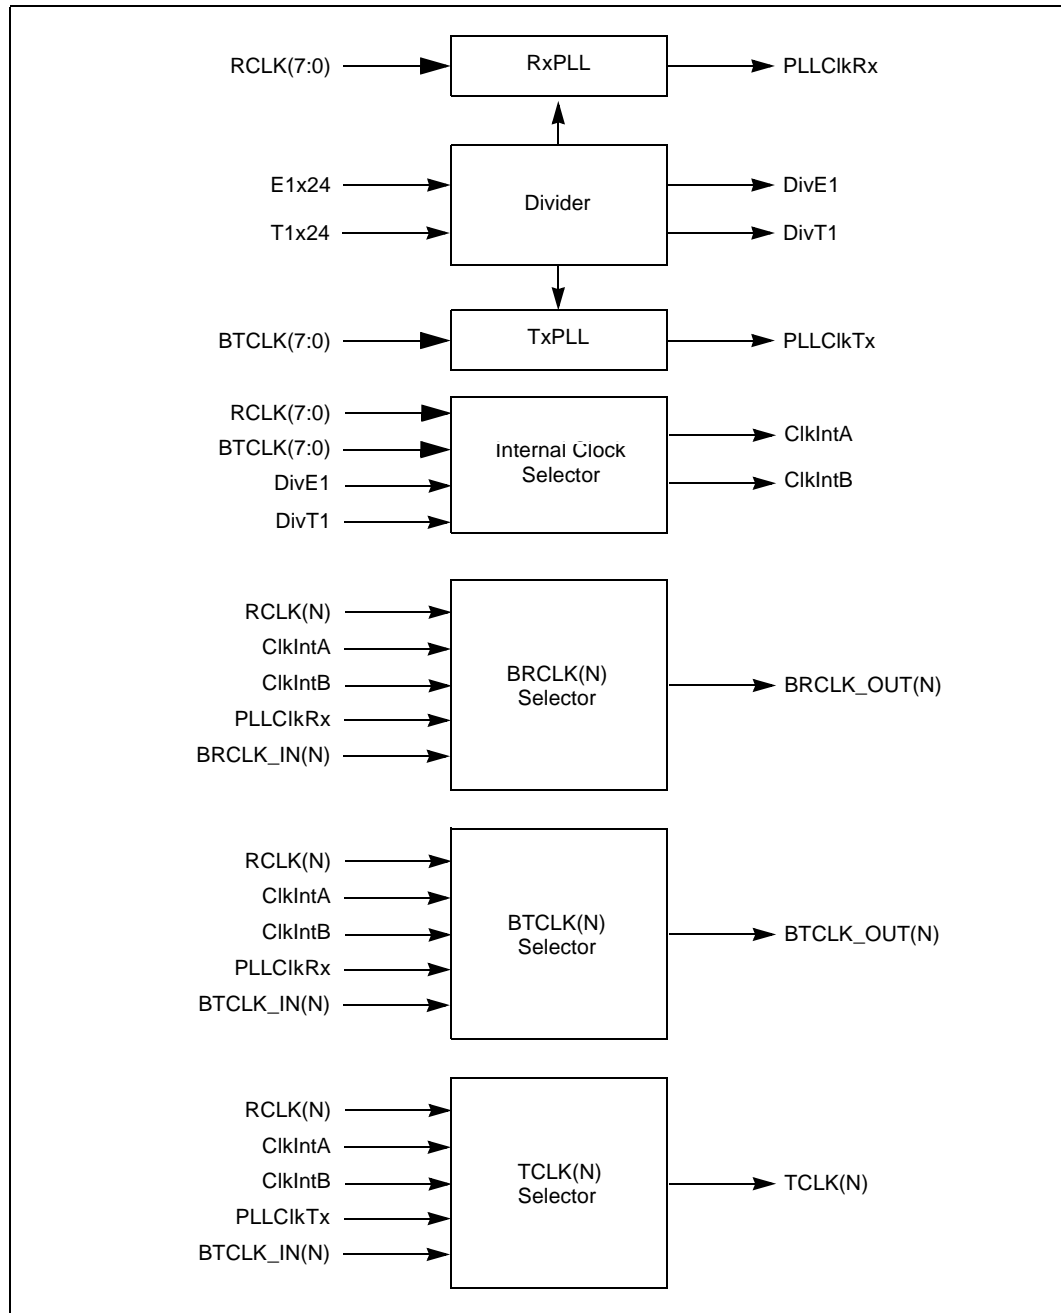 RCLK(7:0)
RxPLL
PLLClkRx
E1x24
T1x24
Divider
DivE1
DivT1
BTCLK(7:0)
TxPLL
PLLClkTx
RCLK(7:0)
BTCLK(7:0)
DivE1
DivT1
Internal Clock
Selector
ClkIntA
ClkIntB
RCLK(N)
ClkIntA
ClkIntB
PLLClkRx
BRCLK_IN(N)
BRCLK(N)
Selector
BRCLK_OUT(N)
RCLK(N)
ClkIntA
ClkIntB
PLLClkRx
BTCLK_IN(N)
BTCLK(N)
Selector
BTCLK_OUT(N)
RCLK(N)
ClkIntA
ClkIntB
PLLClkTx
BTCLK_IN(N)
TCLK(N)
Selector
TCLK(N)